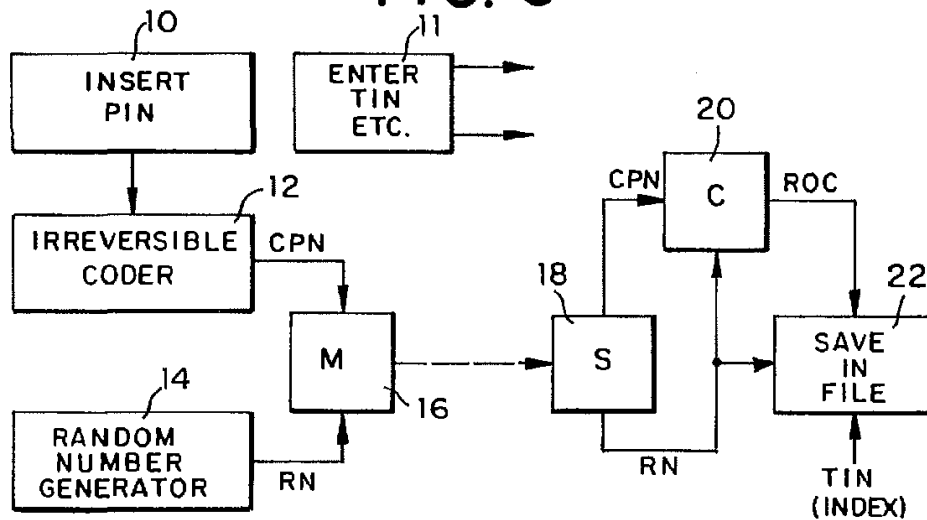 10
INSERT
PIN
11
ENTER
TIN
ETC.
12
IRREVERSIBLE
CODER
CPN
14
RANDOM
NUMBER
GENERATOR
RN
M
16
18
S
CPN
RN
20
C
ROC
22
SAVE
IN
FILE
TIN
(INDEX)